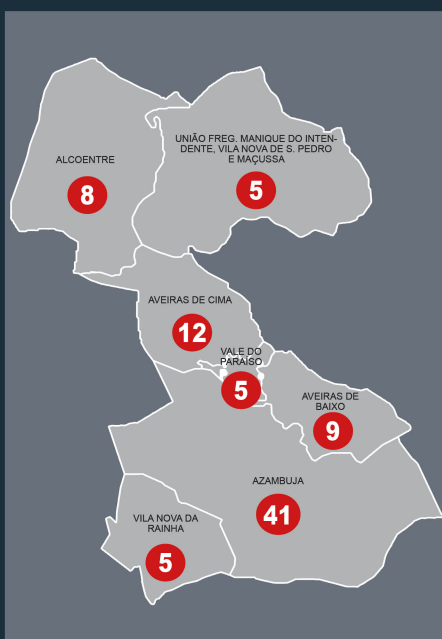 UNIÃO FREG. MANIQUE DO INTEN-
DENTE, VILA NOVA DE S. PEDRO
E MAÇUSSA
5
ALCOENTRE
8
AVEIRAS DE CIMA
12
VALE DO
PARAÍSO
5
AVEIRAS DE
BAIXO
9
AZAMBUJA
41
VILA NOVA DA
RAINHA
5